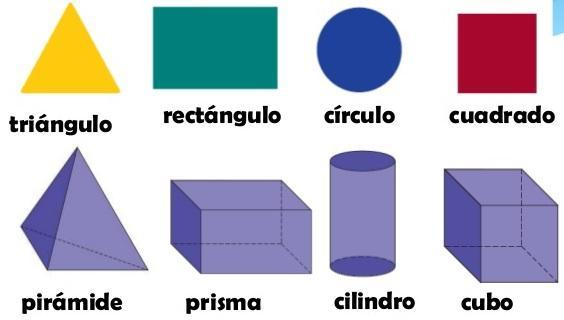 triángulo rectángulo círculo cuadrado
pirámide prisma cilindro cubo